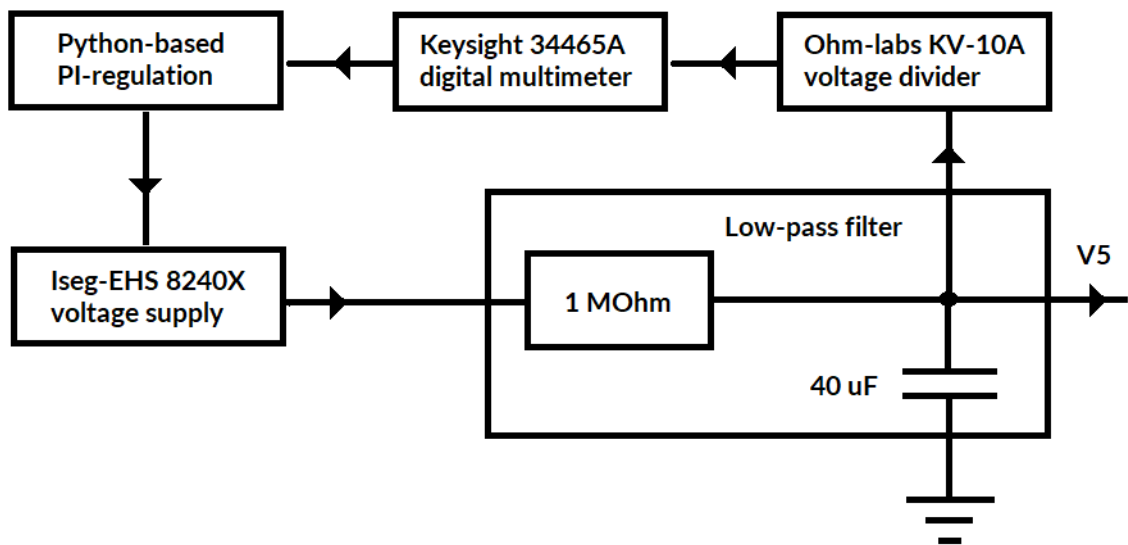 Python-based
PI-regulation
Keysight 34465A
digital multimeter
Ohm-labs KV-10A
voltage divider
Low-pass filter
V5
Iseg-EHS 8240X
voltage supply
1 MOhm
40 uF